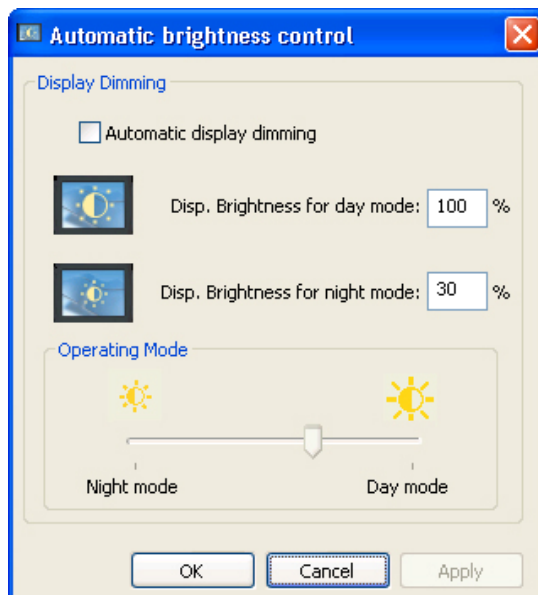 Automatic brightness control
Display Dimming
Automatic display dimming
Disp. Brightness for day mode: 100 %
Disp. Brightness for night mode: 30 %
Operating Mode
Night mode Day mode
OK Cancel Apply